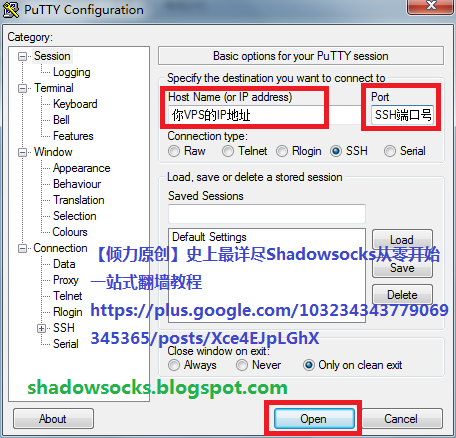 PuTTY Configuration
Category:
Session
Logging
Terminal
Keyboard
Bell
Features
Window
Appearance
Behaviour
Translation
Selection
Colours
Connection
Data
Proxy
Telnet
Rlogin
SSH
Serial
Basic options for your PuTTY session
Specify the destination you want to connect to
Host Name (or IP address)
Port
你VPS的IP地址
SSH端口号
Connection type:
Raw
Telnet
Rlogin
SSH
Serial
Load, save or delete a stored session
Saved Sessions
Default Settings
Load
Save
Delete
【倾力原创】史上最详尽Shadowsocks从零开始
一站式翻墙教程
https://plus.google.com/103234343779069
345365/posts/Xce4EJpLGhX
Close window on exit:
Always
Never
Only on clean exit
shadowsocks.blogspot.com
About
Open
Cancel